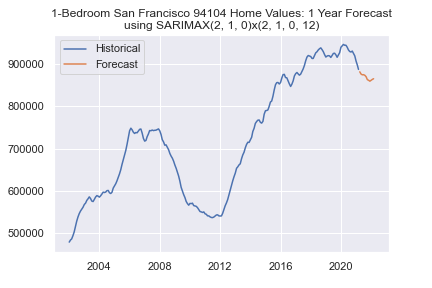 1-Bedroom San Francisco 94104 Home Values: 1 Year Forecast
using SARIMAX(2, 1, 0)x(2, 1, 0, 12)
Historical
Forecast
900000
800000
700000
600000
500000
2004
2008
2012
2016
2020